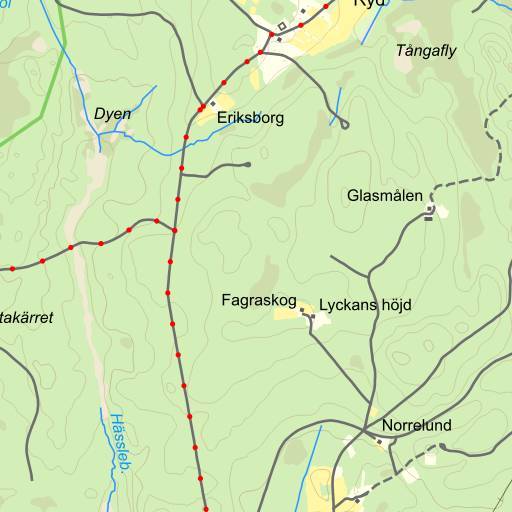 Ryd
Tångafly
Dyen
Eriksborg
Glasmålen
Fagraskog
Lyckans höjd
takärret
Norrelund
Hässleb.